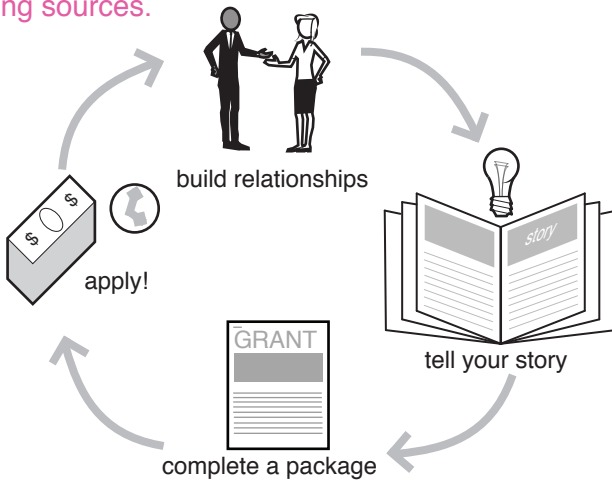 ng sources.
build relationships
story
$
$
apply!
tell your story
GRANT
complete a package